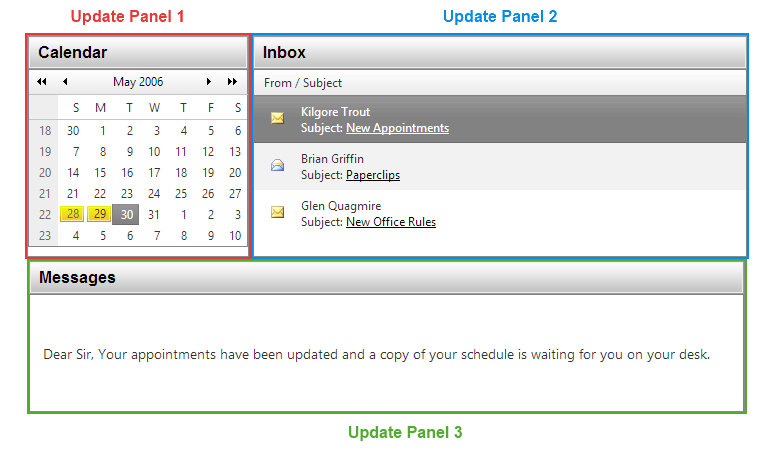 Update Panel 1
Update Panel 2
Calendar
May 2006
S M T W T F S
18 30 1 2 3 4 5 6
19 7 8 9 10 11 12 13
20 14 15 16 17 18 19 20
21 21 22 23 24 25 26 27
22 28 29 30 31 1 2 3
23 4 5 6 7 8 9 10
Inbox
From / Subject
Kilgore Trout
Subject: New Appointments
Brian Griffin
Subject: Paperclips
Glen Quagmire
Subject: New Office Rules
Messages
Dear Sir, Your appointments have been updated and a copy of your schedule is waiting for you on your desk.
Update Panel 3